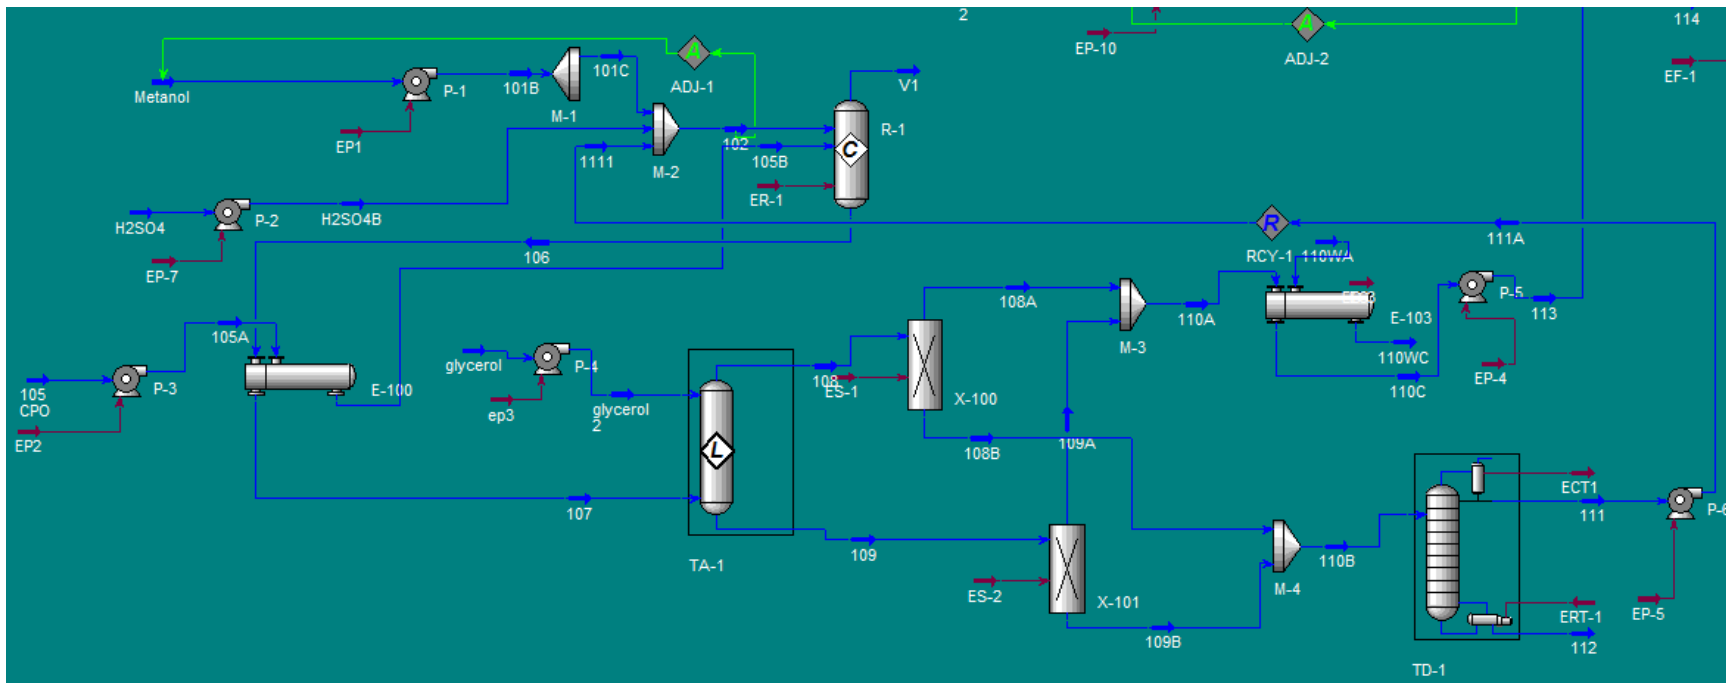 2
114
EP-10
ADJ-2
EF-1
A
A
101C
ADJ-1
Metanol
P-1
101B
V1
M-1
R-1
EP1
102
C
1111
105B
M-2
ER-1
H2SO4
P-2
H2SO4B
R
111A
106
RCY-1
110WA
EP-7
108A
P-5
113
110A
E-103
105A
M-3
110WC
glycerol
P-4
EP-4
105
CPO
P-3
E-100
108
ES-1
110C
ep3
glycerol
2
X-100
EP2
L
108B
109A
ECT1
107
111
P-6
109
110B
TA-1
M-4
ES-2
X-101
EP-5
ERT-1
109B
112
TD-1